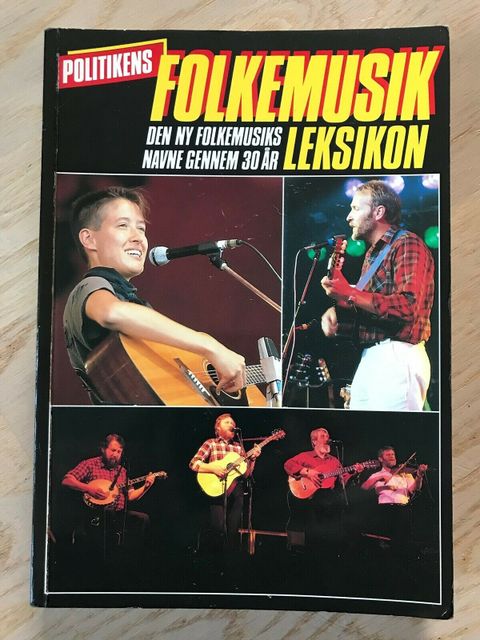 POLITIKENS
FOLKEMUSIK
DEN NY FOLKEMUSIKS
NAVNE GENNEM 30 ÅR
LEKSIKON